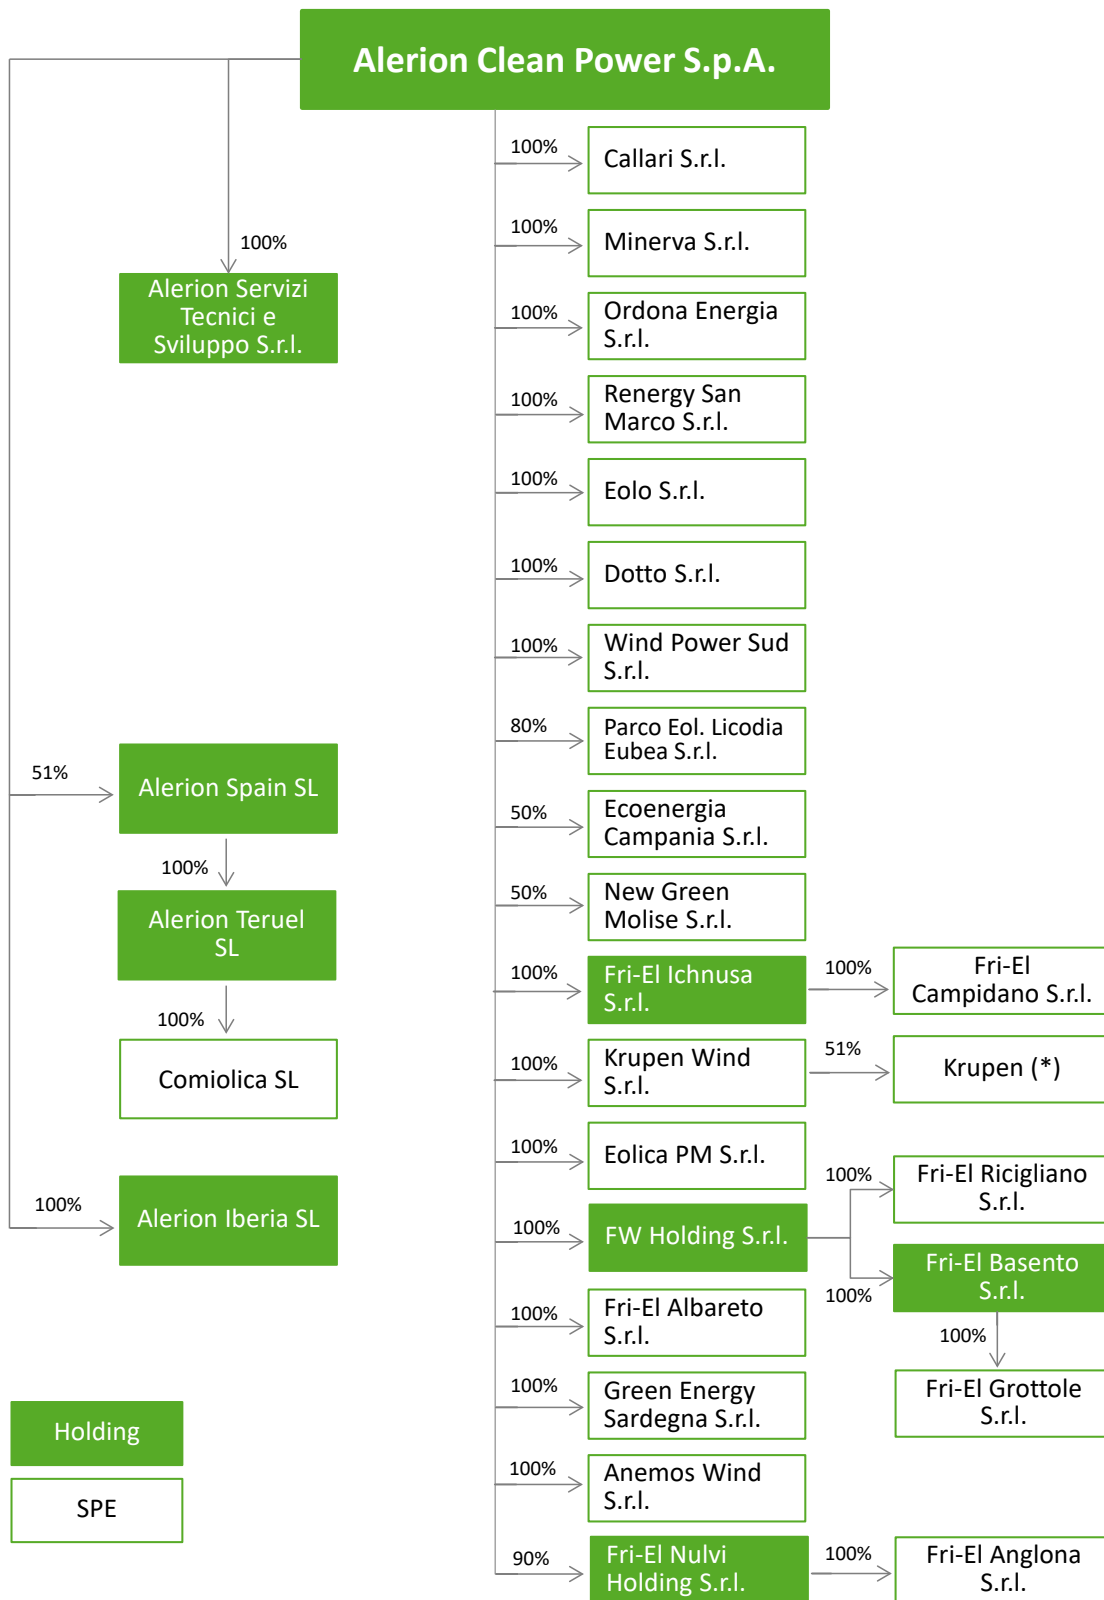 Alerion Clean Power S.p.A.
100%
Alerion Servizi
Tecnici e
Sviluppo S.r.l.
51%
Alerion Spain SL
100%
Alerion Teruel
SL
100%
Comiolica SL
100%
Alerion Iberia SL
100%
Callari S.r.l.
100%
Minerva S.r.l.
100%
Ordona Energia
S.r.l.
100%
Renergy San
Marco S.r.l.
100%
Eolo S.r.l.
100%
Dotto S.r.l.
100%
Wind Power Sud
S.r.l.
80%
Parco Eol. Licodia
Eubea S.r.l.
50%
Ecoenergia
Campania S.r.l.
50%
New Green
Molise S.r.l.
100%
Fri-El Ichnusa
S.r.l.
100%
Fri-El
Campidano S.r.l.
100%
Krupen Wind
S.r.l.
51%
Krupen (*)
100%
Eolica PM S.r.l.
100%
FW Holding S.r.l.
100%
Fri-El Ricigliano
S.r.l.
100%
Fri-El Basento
S.r.l.
100%
Fri-El Grottole
S.r.l.
100%
Fri-El Albareto
S.r.l.
100%
Green Energy
Sardegna S.r.l.
100%
Anemos Wind
S.r.l.
90%
Fri-El Nulvi
Holding S.r.l.
100%
Fri-El Anglona
S.r.l.
Holding
SPE